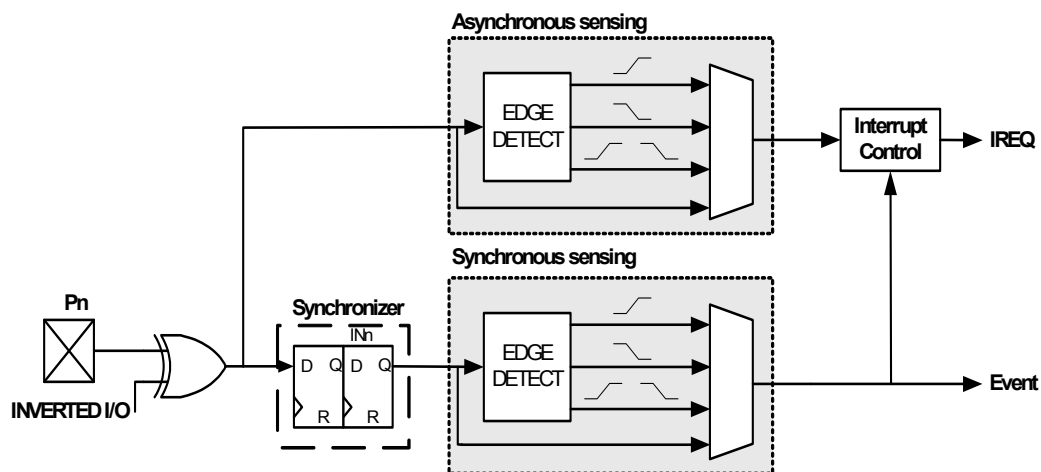 Asynchronous sensing
EDGE
DETECT
Interrupt
Control
IREQ
Synchronous sensing
Pn
Synchronizer
INn
D Q D Q
R R
INVERTED I/O
EDGE
DETECT
Event